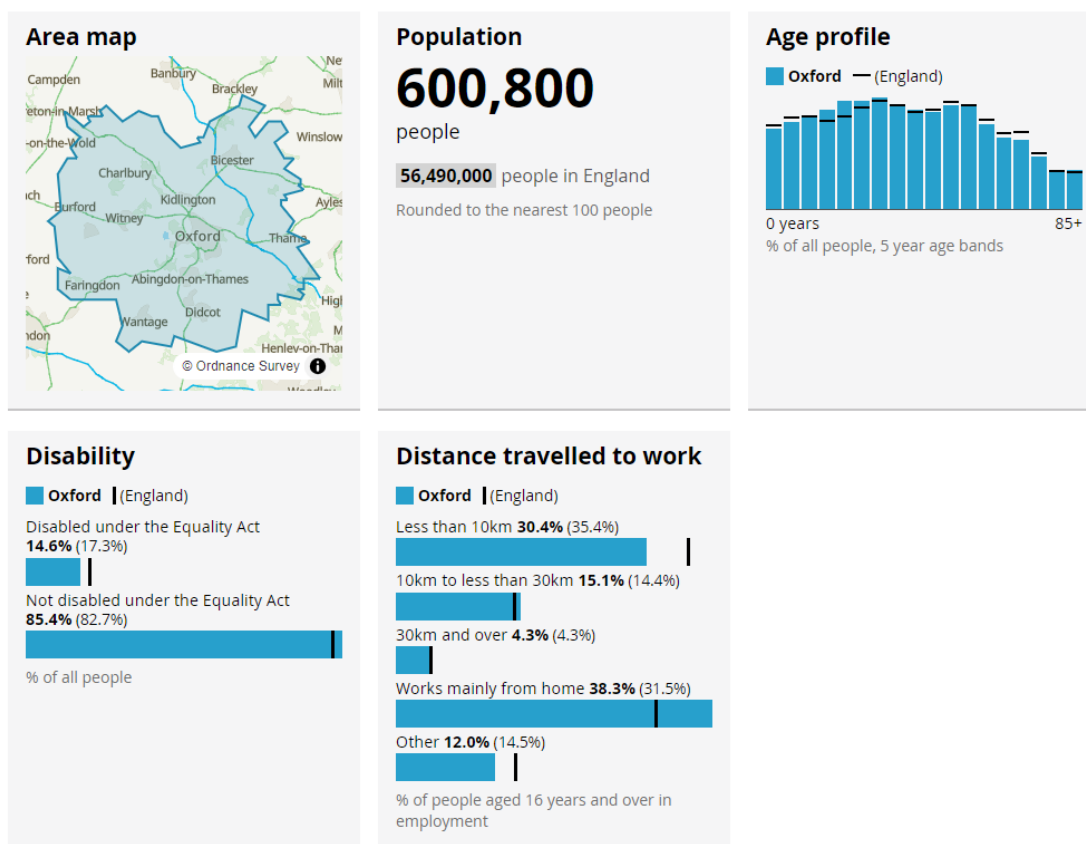 Area map
Campden
Banbury
Ne
Brackley
Milt
eton-in-Marsh
-on-the-Wold
Winslow
Bicester
Charlbury
ch
Burford
Kidlington
Ayles
Witney
Oxford
Thame
ford
Faringdon
Abingdon-on-Thames
High
Didcot
Wantage
don
M
Henley-on-Thar
© Ordnance Survey i
Woodley
Population
600,800
people
56,490,000 people in England
Rounded to the nearest 100 people
Age profile
Oxford (England)
0 years 85+
% of all people, 5 year age bands
Disability
Oxford (England)
Disabled under the Equality Act
14.6% (17.3%)
Not disabled under the Equality Act
85.4% (82.7%)
% of all people
Distance travelled to work
Oxford (England)
Less than 10km 30.4% (35.4%)
10km to less than 30km 15.1% (14.4%)
30km and over 4.3% (4.3%)
Works mainly from home 38.3% (31.5%)
Other 12.0% (14.5%)
% of people aged 16 years and over in
employment